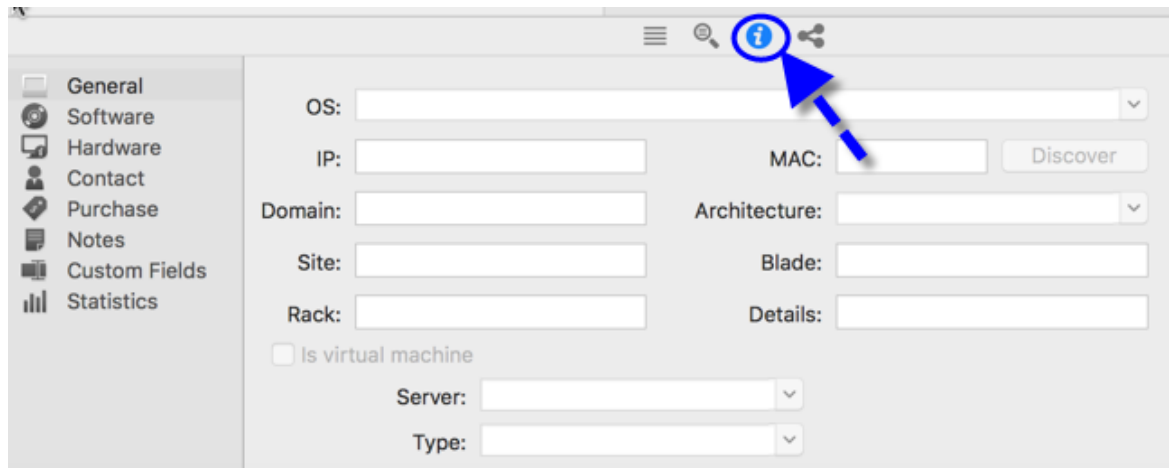 General
Software
Hardware
Contact
Purchase
Notes
Custom Fields
Statistics
OS:
IP:
MAC:
Discover
Domain:
Architecture:
Site:
Blade:
Rack:
Details:
Is virtual machine
Server:
Type: